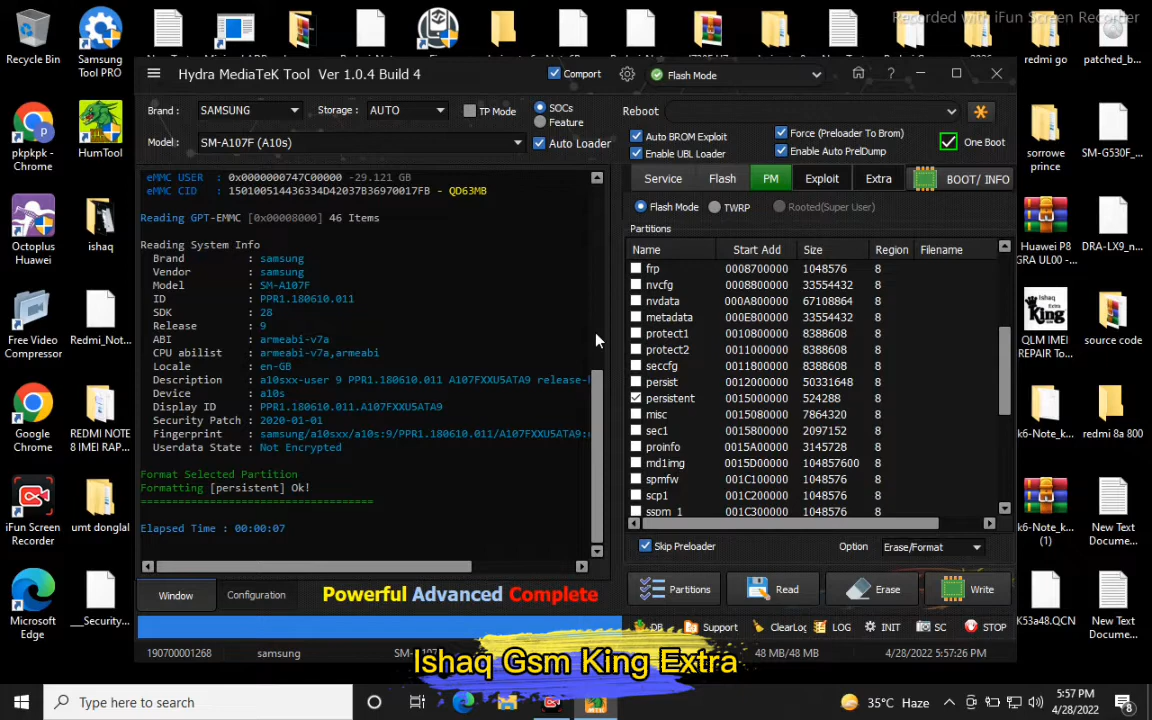 Recorded with iFun Screen Recorder
Recycle Bin
Samsung Tool PRO
redmi go
patched_b...
Hydra MediaTeK Tool Ver 1.0.4 Build 4
Comport
Flash Mode
Brand :
SAMSUNG
Storage :
AUTO
TP Mode
SOCs
Feature
Reboot
Model :
SM-A107F (A10s)
Auto Loader
Auto BROM Exploit
Force (Preloader To Brom)
Enable UBL Loader
Enable Auto PrelDump
One Boot
Service
Flash
PM
Exploit
Extra
BOOT/ INFO
Flash Mode
TWRP
Rooted(Super User)
Partitions
Name Start Add Size Region Filename
frp 0008700000 1048576 8
nvcfg 0008800000 33554432 8
nvdata 000A800000 67108864 8
metadata 000E800000 33554432 8
protect1 0010800000 8388608 8
protect2 0011000000 8388608 8
seccfg 0011800000 8388608 8
persist 0012000000 50331648 8
persistent 0015000000 524288 8
misc 0015080000 7864320 8
sec1 0015800000 2097152 8
proinfo 0015A00000 3145728 8
md1img 0015D00000 104857600 8
spmfw 001C100000 1048576 8
scp1 001C200000 1048576 8
sspm_1 001C300000 1048576 8
Skip Preloader
Option
Erase/Format
Partitions
Read
Erase
Write
eMMC USER : 0x0000000747C00000 -29.121 GB
eMMC CID : 150100514436334D42037B36970017FB - QD63MB
Reading GPT-EMMC [0x00008000] 46 Items
Reading System Info
Brand : samsung
Vendor : samsung
Model : SM-A107F
ID : PPR1.180610.011
SDK : 28
Release : 9
ABI : armeabi-v7a
CPU abilist : armeabi-v7a,armeabi
Locale : en-GB
Description : a10sxx-user 9 PPR1.180610.011 A107FXXU5ATA9 release-
Device : a10s
Display ID : PPR1.180610.011.A107FXXU5ATA9
Security Patch : 2020-01-01
Fingerprint : samsung/a10sxx/a10s:9/PPR1.180610.011/A107FXXU5ATA9:
Userdata State : Not Encrypted
Format Selected Partition
Formatting [persistent] Ok!
=====================================
Elapsed Time : 00:00:07
Window
Configuration
Powerful Advanced Complete
DB
Support
ClearLog
LOG
INIT
SC
STOP
190700001268
samsung
48 MB/48 MB
4/28/2022 5:57:26 PM
pkpkpk - Chrome
HumTool
Octoplus Huawei
ishaq
Free Video Compressor
Redmi_Not...
Google Chrome
REDMI NOTE 8 IMEI RAP...
iFun Screen Recorder
umt donglal
Microsoft Edge
___Security...
sorrowe prince
SM-G530F_...
Huawei P8 GRA UL00 -...
DRA-LX9_n...
ishaq
King
QLM IMEI REPAIR To...
source code
k6-Note_k...
redmi 8a 800
k6-Note_k... (1)
New Text Docume...
K53a48.QCN
New Text Docume...
Ishaq Gsm King Extra
Type here to search
35°C Haze
5:57 PM
4/28/2022
8